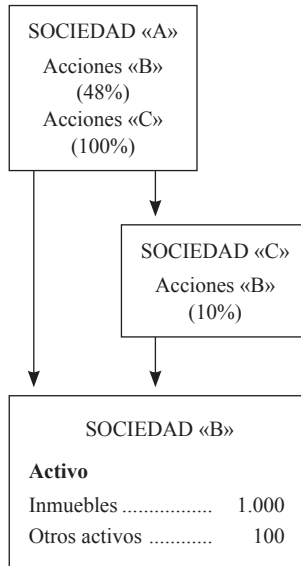 SOCIEDAD «A»
Acciones «B»
(48%)
Acciones «C»
(100%)
SOCIEDAD «C»
Acciones «B»
(10%)
SOCIEDAD «B»
Activo
Inmuebles ................. 1.000
Otros activos ............ 100